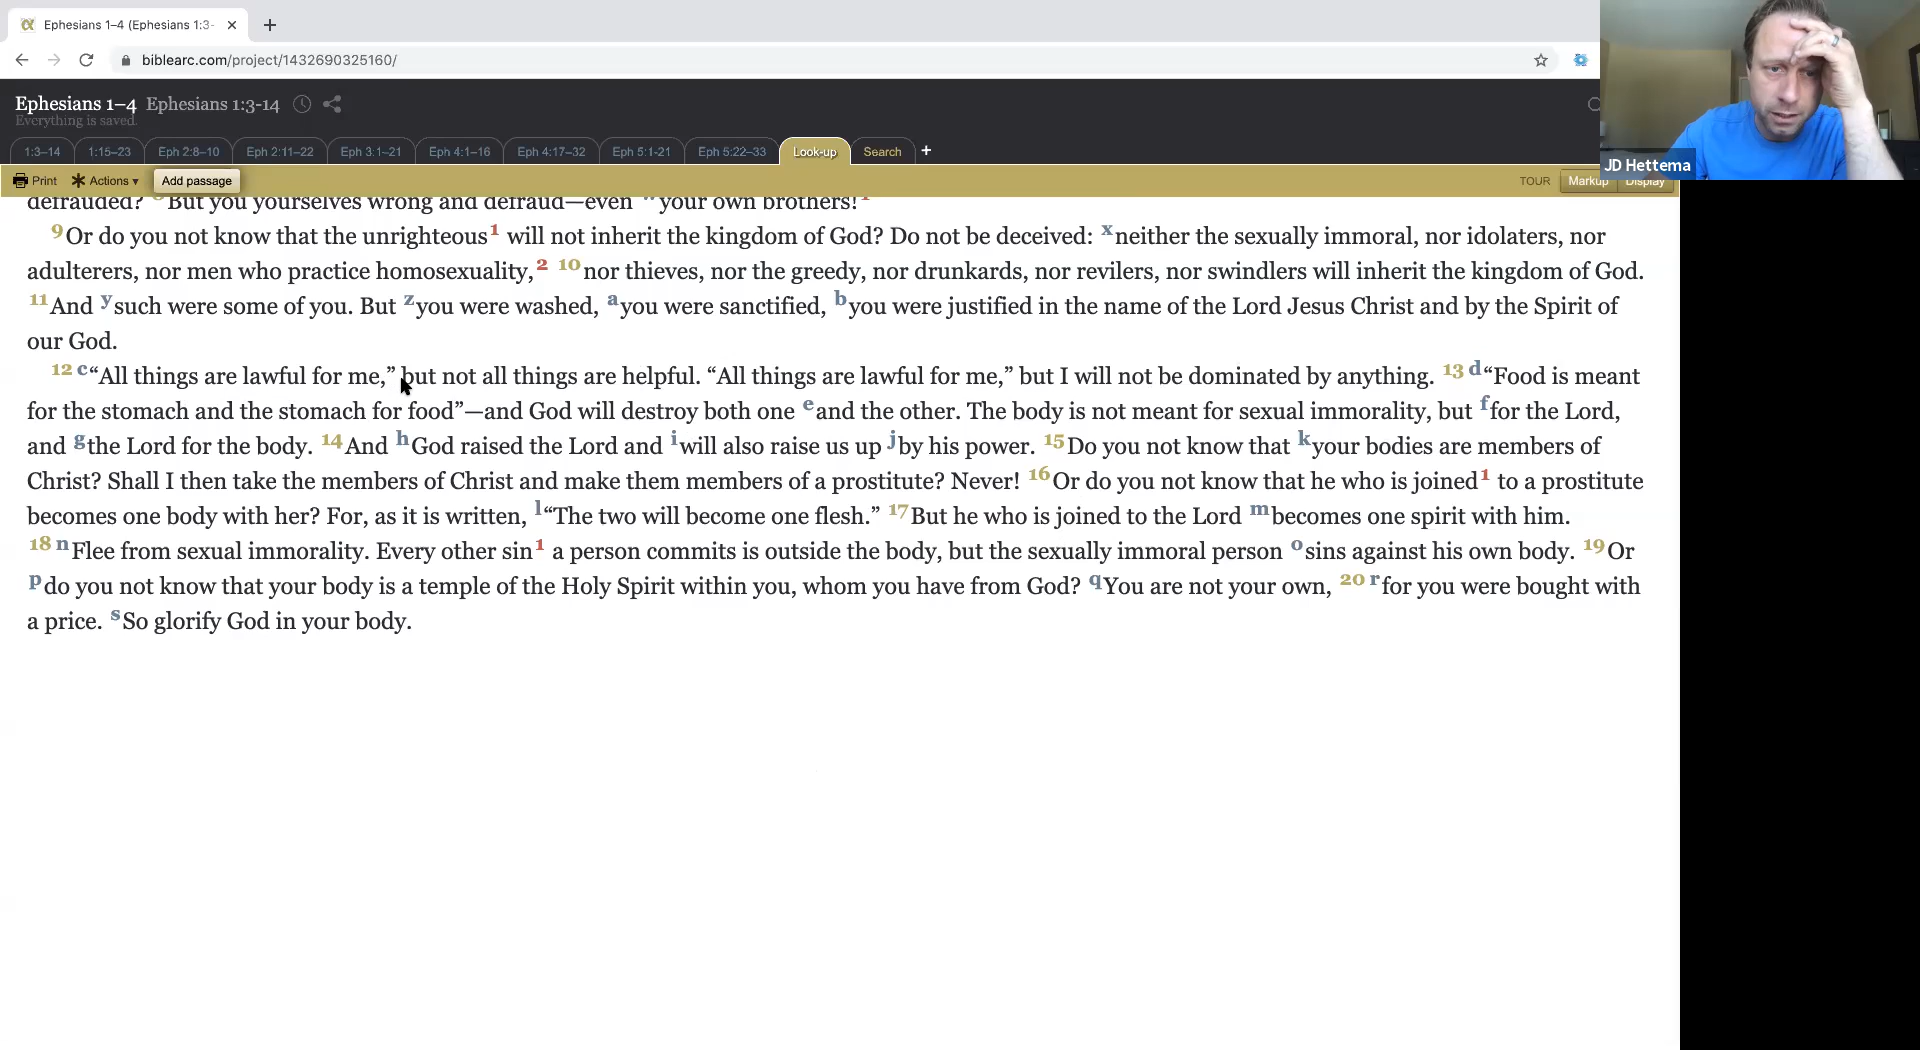 Ephesians 1–4 (Ephesians 1:3-
biblearc.com/project/1432690325160/
Ephesians 1–4 Ephesians 1:3-14
Everything is saved.
1:3–14 1:15–23 Eph 2:8–10 Eph 2:11–22 Eph 3:1–21 Eph 4:1–16 Eph 4:17–32 Eph 5:1-21 Eph 5:22–33 Look-up Search +
Print Actions ▾ Add passage TOUR Markup Display
JD Hettema
defrauded? But you yourselves wrong and defraud—even your own brothers!
9 Or do you not know that the unrighteous1 will not inherit the kingdom of God? Do not be deceived: x neither the sexually immoral, nor idolaters, nor
adulterers, nor men who practice homosexuality,2 10 nor thieves, nor the greedy, nor drunkards, nor revilers, nor swindlers will inherit the kingdom of God.
11 And y such were some of you. But z you were washed, a you were sanctified, b you were justified in the name of the Lord Jesus Christ and by the Spirit of
our God.
12 c “All things are lawful for me,” but not all things are helpful. “All things are lawful for me,” but I will not be dominated by anything. 13 d “Food is meant
for the stomach and the stomach for food”—and God will destroy both one e and the other. The body is not meant for sexual immorality, but f for the Lord,
and g the Lord for the body. 14 And h God raised the Lord and i will also raise us up j by his power. 15 Do you not know that k your bodies are members of
Christ? Shall I then take the members of Christ and make them members of a prostitute? Never! 16 Or do you not know that he who is joined1 to a prostitute
becomes one body with her? For, as it is written, l “The two will become one flesh.” 17 But he who is joined to the Lord m becomes one spirit with him.
18 n Flee from sexual immorality. Every other sin1 a person commits is outside the body, but the sexually immoral person o sins against his own body. 19 Or
p do you not know that your body is a temple of the Holy Spirit within you, whom you have from God? q You are not your own, 20 r for you were bought with
a price. s So glorify God in your body.